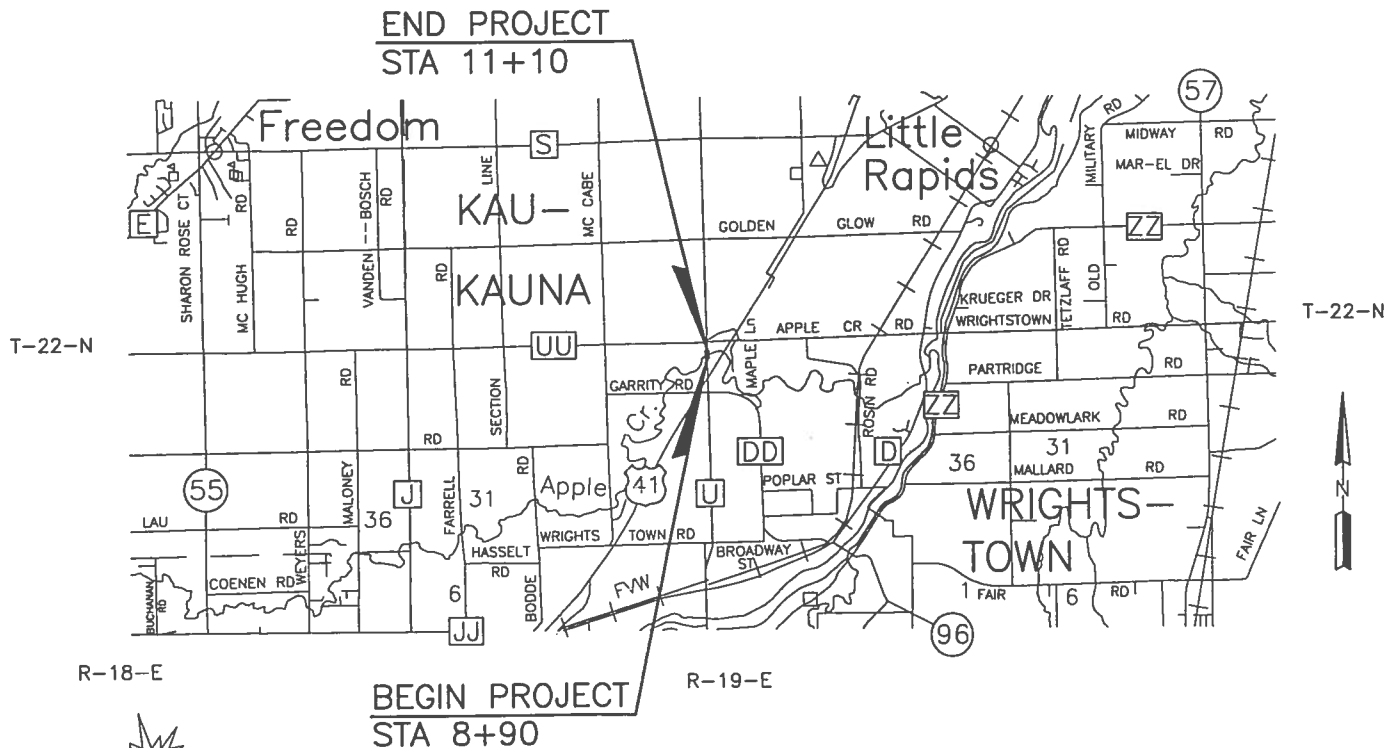 END PROJECT
STA 11+10
57
Freedom
S
Little
Rapids
MILITARY
RD
MIDWAY RD
MAR-EL DR
E
SHARON ROSE CT
MC HUGH
RD
RD
VANDEN--BOSCH
RD
LINE
KAU-
MC CABE
GOLDEN GLOW RD
ZZ
TETZLAFF RD
OLD
KAUNA
RD
KRUEGER DR
WRIGHTSTOWN RD
T-22-N
T-22-N
UU
MAPLE Ln
APPLE CR RD
PARTRIDGE RD
RD
GARRITY RD
Cr.
ROSIN RD
ZZ
MEADOWLARK RD
SECTION
RD
DD
D
36
31
MALLARD RD
55
MALONEY
J
FARRELL
31
RD
Apple
41
U
POPLAR ST
N
LAU RD
36
WRIGHTS TOWN RD
WRIGHTS-
TOWN
WEYERS
HASSELT
RD
BROADWAY
ST
FAIR LN
BUCHANAN
RD
COENEN RD
6
BODDE
FVW
1
FAIR
6
RD
JJ
96
R-18-E
R-19-E
BEGIN PROJECT
STA 8+90